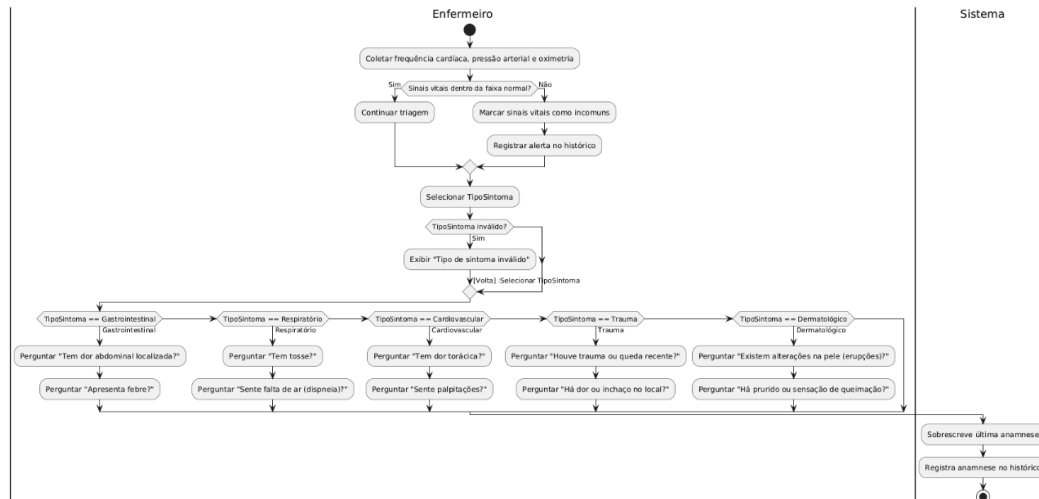 Enfermeiro
Sistema
Coletar frequência cardíaca, pressão arterial e oximetria
Sinais vitais dentro da faixa normal?
Sim
Não
Continuar triagem
Marcar sinais vitais como incomuns
Registrar alerta no histórico
Selecionar TipoSintoma
TipoSintoma inválido?
Sim
Exibir "Tipo de sintoma inválido"
[Volta] :Selecionar TipoSintoma
TipoSintoma == Gastrointestinal
TipoSintoma == Respiratório
TipoSintoma == Cardiovascular
TipoSintoma == Trauma
TipoSintoma == Dermatológico
Gastrointestinal
Respiratório
Cardiovascular
Trauma
Dermatológico
Perguntar "Tem dor abdominal localizada?"
Perguntar "Tem tosse?"
Perguntar "Tem dor torácica?"
Perguntar "Houve trauma ou queda recente?"
Perguntar "Existem alterações na pele (erupções)?"
Perguntar "Apresenta febre?"
Perguntar "Sente falta de ar (dispneia)?"
Perguntar "Sente palpitações?"
Perguntar "Há dor ou inchaço no local?"
Perguntar "Há prurido ou sensação de queimação?"
Sobrescreve última anamnese
Registra anamnese no histórico